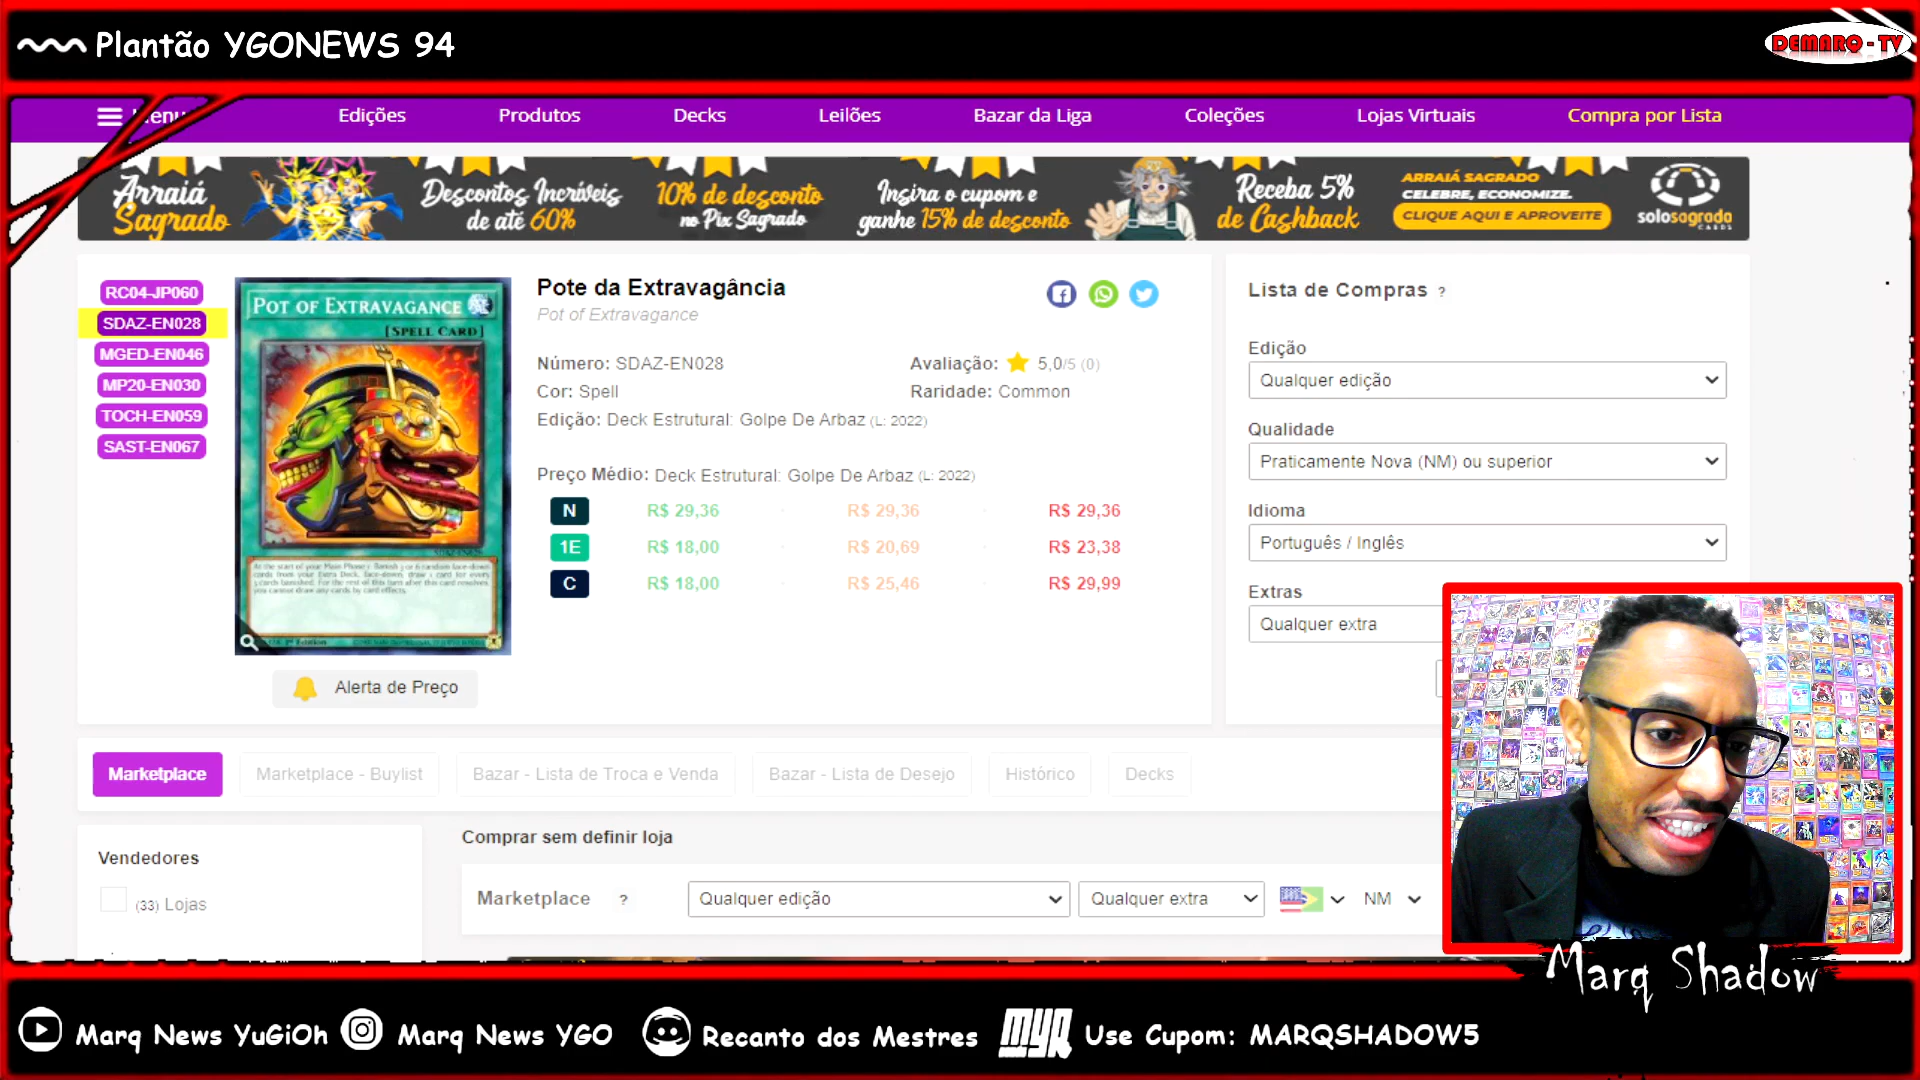 Plantão YGONEWS 94
DEMARQ-TV
Menu
Edições
Produtos
Decks
Leilões
Bazar da Liga
Coleções
Lojas Virtuais
Compra por Lista
Arraiá Sagrado
Descontos Incríveis de até 60%
10% de desconto no Pix Sagrado
Insira o cupom e ganhe 15% de desconto
Receba 5% de Cashback
ARRAIÁ SAGRADO
CELEBRE, ECONOMIZE.
CLIQUE AQUI E APROVEITE
solosagrado
CARDS
RC04-JP060
SDAZ-EN028
MGED-EN046
MP20-EN030
TOCH-EN059
SAST-EN067
POT OF EXTRAVAGANCE
[SPELL CARD]
Alerta de Preço
Pote da Extravagância
Pot of Extravagance
Número: SDAZ-EN028
Avaliação: 5,0/5 (0)
Cor: Spell
Raridade: Common
Edição: Deck Estrutural: Golpe De Arbaz (L: 2022)
Preço Médio: Deck Estrutural: Golpe De Arbaz (L: 2022)
N R$ 29,36 R$ 29,36 R$ 29,36
1E R$ 18,00 R$ 20,69 R$ 23,38
C R$ 18,00 R$ 25,46 R$ 29,99
Lista de Compras ?
Edição
Qualquer edição
Qualidade
Praticamente Nova (NM) ou superior
Idioma
Português / Inglês
Extras
Qualquer extra
Marketplace
Marketplace - Buylist
Bazar - Lista de Troca e Venda
Bazar - Lista de Desejo
Histórico
Decks
Vendedores
(33) Lojas
Comprar sem definir loja
Marketplace ?
Qualquer edição
Qualquer extra
NM
Marq Shadow
Marq News YuGiOh
Marq News YGO
Recanto dos Mestres
MYP Use Cupom: MARQSHADOW5